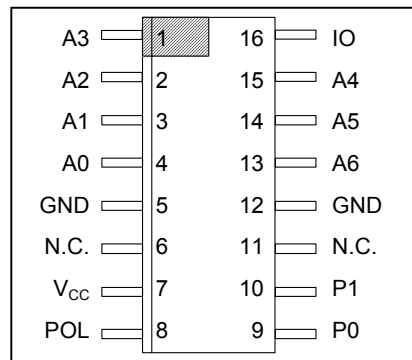 A3 1 16 IO
A2 2 15 A4
A1 3 14 A5
A0 4 13 A6
GND 5 12 GND
N.C. 6 11 N.C.
VCC 7 10 P1
POL 8 9 P0